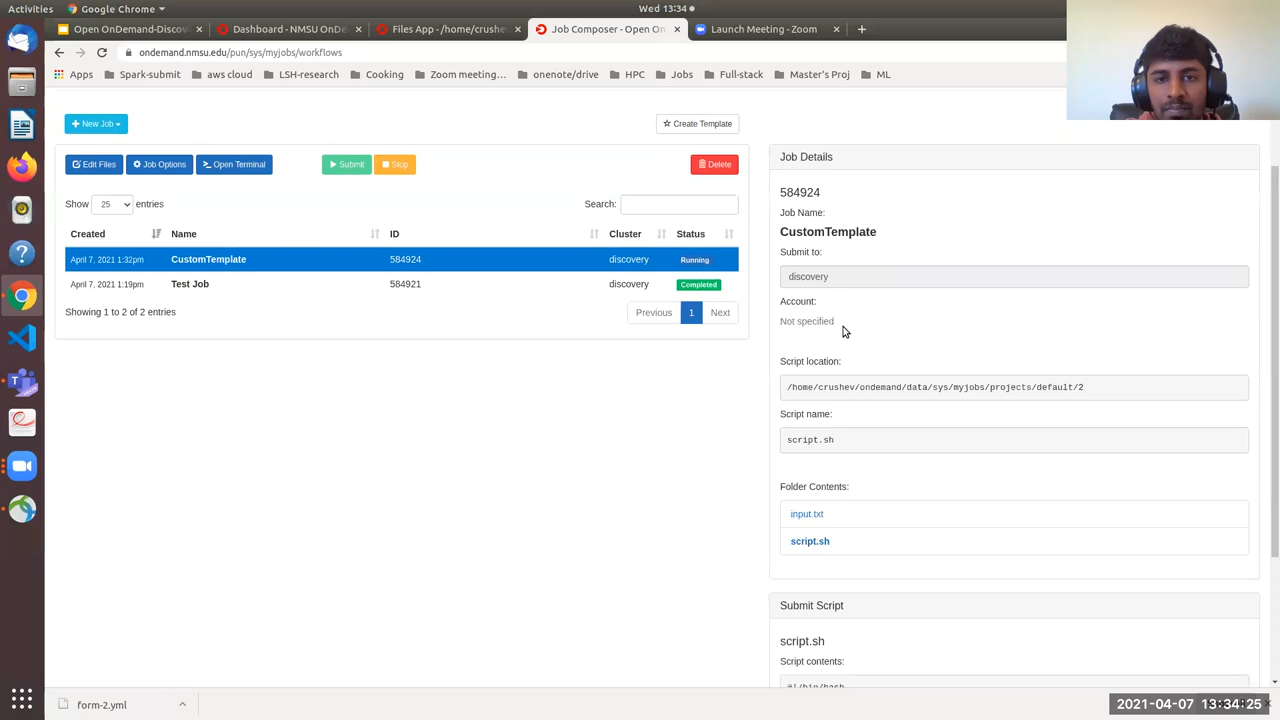 Activities
Google Chrome
Wed 13:34
Open OnDemand-Discov
Dashboard - NMSU OnDe
Files App - /home/crushe
Job Composer - Open On
Launch Meeting - Zoom
ondemand.nmsu.edu/pun/sys/myjobs/workflows
Apps
Spark-submit
aws cloud
LSH-research
Cooking
Zoom meeting…
onenote/drive
HPC
Jobs
Full-stack
Master's Proj
ML
New Job
Create Template
Edit Files
Job Options
Open Terminal
Submit
Stop
Delete
Show 25 entries
Search:
Created Name ID Cluster Status
April 7, 2021 1:32pm CustomTemplate 584924 discovery Running
April 7, 2021 1:19pm Test Job 584921 discovery Completed
Showing 1 to 2 of 2 entries
Previous 1 Next
Job Details
584924
Job Name:
CustomTemplate
Submit to:
discovery
Account:
Not specified
Script location:
/home/crushev/ondemand/data/sys/myjobs/projects/default/2
Script name:
script.sh
Folder Contents:
input.txt
script.sh
Submit Script
script.sh
Script contents:
#!/bin/bash
form-2.yml
2021-04-07 13:34:25